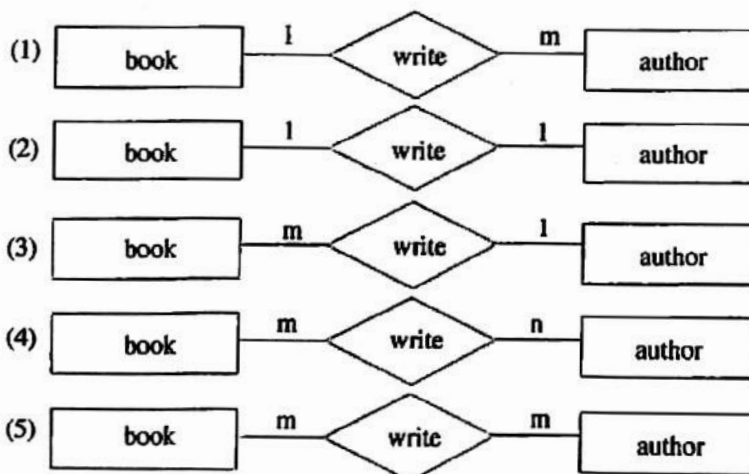 (1) book 1 write m author
(2) book 1 write 1 author
(3) book m write 1 author
(4) book m write n author
(5) book m write m author